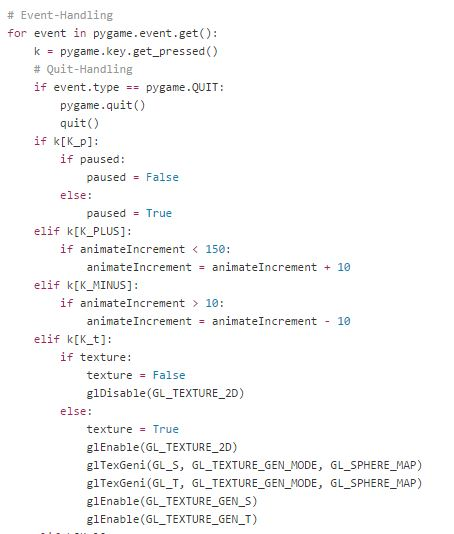 # Event-Handling
for event in pygame.event.get():
    k = pygame.key.get_pressed()
    # Quit-Handling
    if event.type == pygame.QUIT:
        pygame.quit()
        quit()
    if k[K_p]:
        if paused:
            paused = False
        else:
            paused = True
    elif k[K_PLUS]:
        if animateIncrement < 150:
            animateIncrement = animateIncrement + 10
    elif k[K_MINUS]:
        if animateIncrement > 10:
            animateIncrement = animateIncrement - 10
    elif k[K_t]:
        if texture:
            texture = False
            glDisable(GL_TEXTURE_2D)
        else:
            texture = True
            glEnable(GL_TEXTURE_2D)
            glTexGeni(GL_S, GL_TEXTURE_GEN_MODE, GL_SPHERE_MAP)
            glTexGeni(GL_T, GL_TEXTURE_GEN_MODE, GL_SPHERE_MAP)
            glEnable(GL_TEXTURE_GEN_S)
            glEnable(GL_TEXTURE_GEN_T)